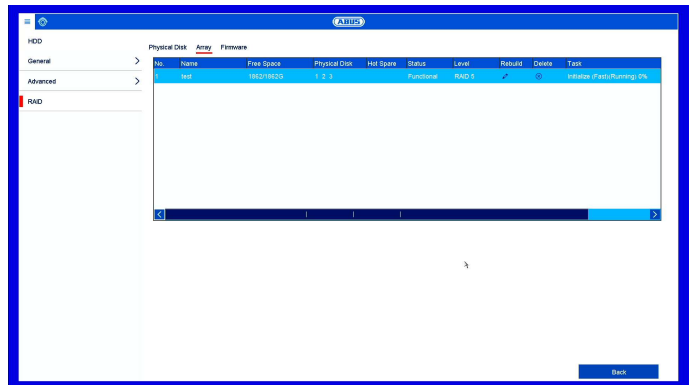 ABUS
HDD
General
Advanced
RAID
Physical Disk Array Firmware
No. Name Free Space Physical Disk Hot Spare Status Level Rebuild Delete Task
1 test 1862/1862G 1 2 3 Functional RAID 5 Initialize (Fast)(Running) 0%
Back